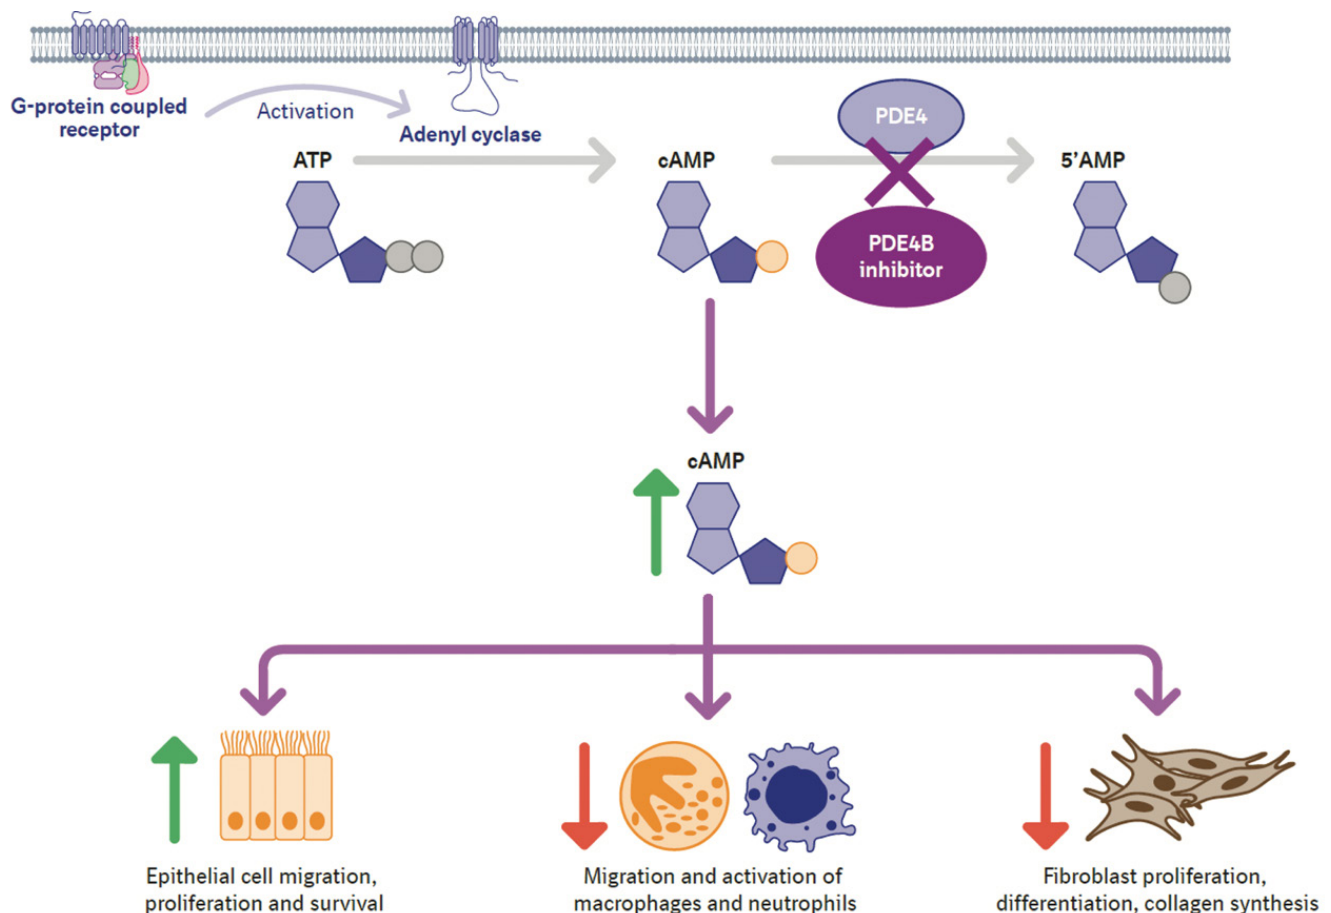 G-protein coupled
receptor
Activation
Adenyl cyclase
ATP
cAMP
PDE4
5'AMP
PDE4B
inhibitor
cAMP
Epithelial cell migration,
proliferation and survival
Migration and activation of
macrophages and neutrophils
Fibroblast proliferation,
differentiation, collagen synthesis